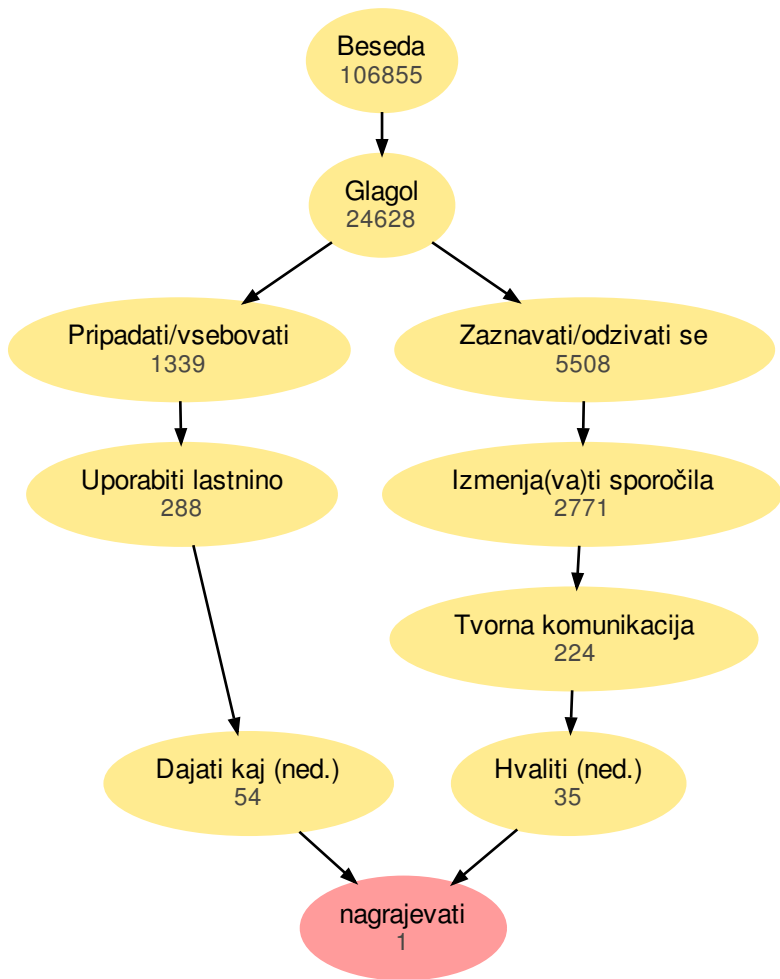 Beseda
106855
Glagol
24628
Pripadati/vsebovati
1339
Zaznavati/odzivati se
5508
Uporabiti lastnino
288
Izmenja(va)ti sporočila
2771
Tvorna komunikacija
224
Dajati kaj (ned.)
54
Hvaliti (ned.)
35
nagrajevati
1